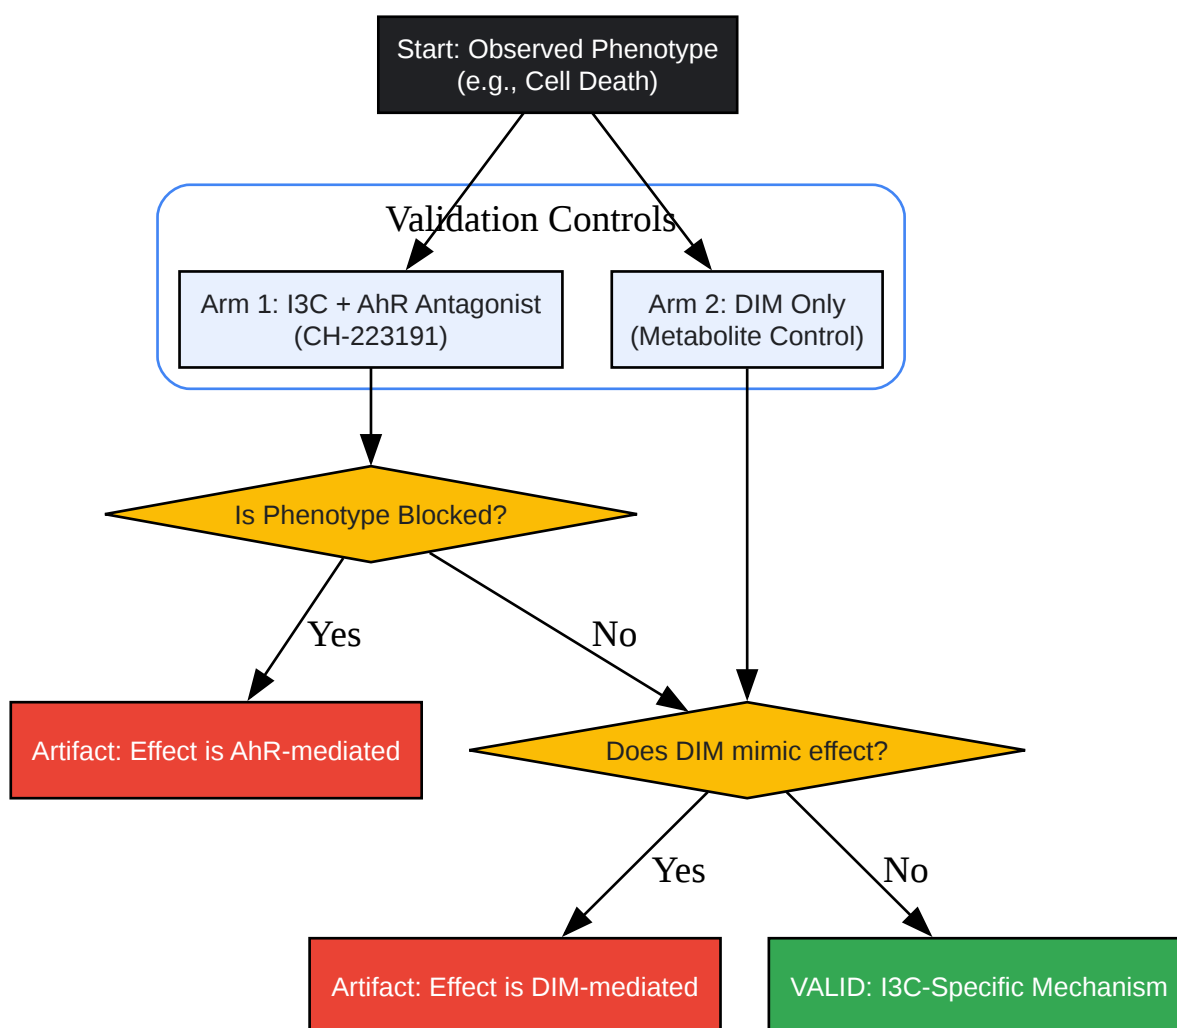 Start: Observed Phenotype
(e.g., Cell Death)
Validation Controls
Arm 1: I3C + AhR Antagonist
(CH-223191)
Arm 2: DIM Only
(Metabolite Control)
Is Phenotype Blocked?
Yes
No
Artifact: Effect is AhR-mediated
Does DIM mimic effect?
Yes
No
Artifact: Effect is DIM-mediated
VALID: I3C-Specific Mechanism